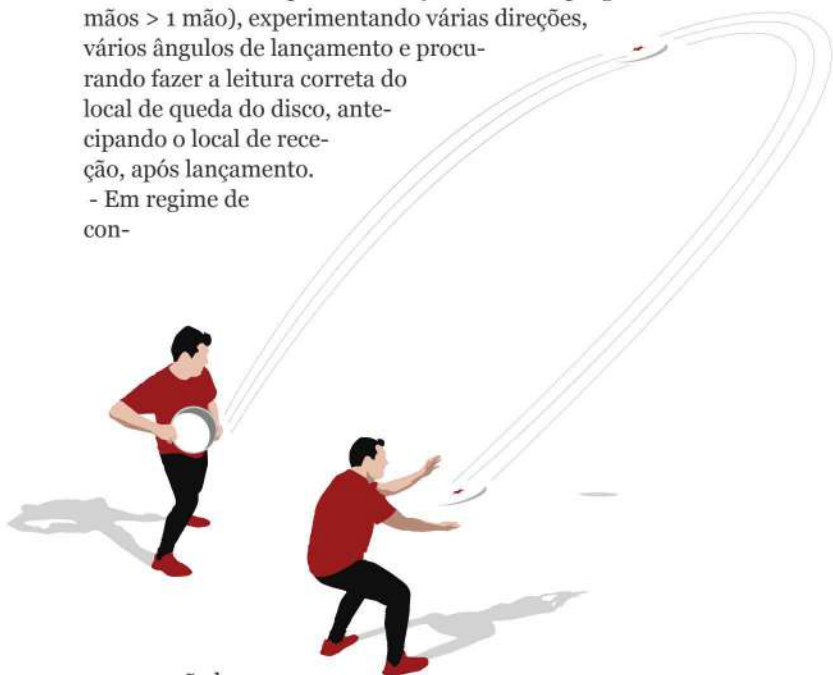 mãos > 1 mão), experimentando várias direções,
vários ângulos de lançamento e procu-
rando fazer a leitura correta do
local de queda do disco, ante-
cipando o local de rece-
ção, após lançamento.
- Em regime de
con-